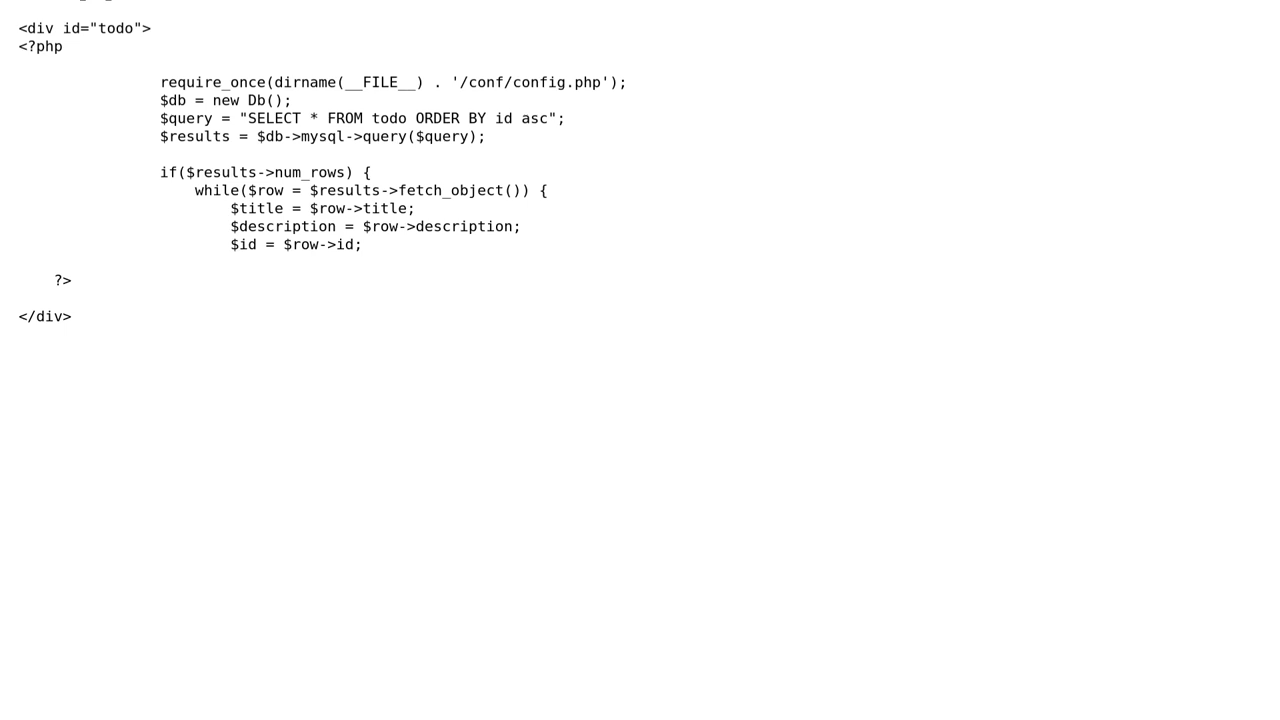 <div id="todo">
<?php
require_once(dirname(__FILE__) . '/conf/config.php');
$db = new Db();
$query = "SELECT * FROM todo ORDER BY id asc";
$results = $db->mysql->query($query);
if($results->num_rows) {
while($row = $results->fetch_object()) {
$title = $row->title;
$description = $row->description;
$id = $row->id;
?>
</div>